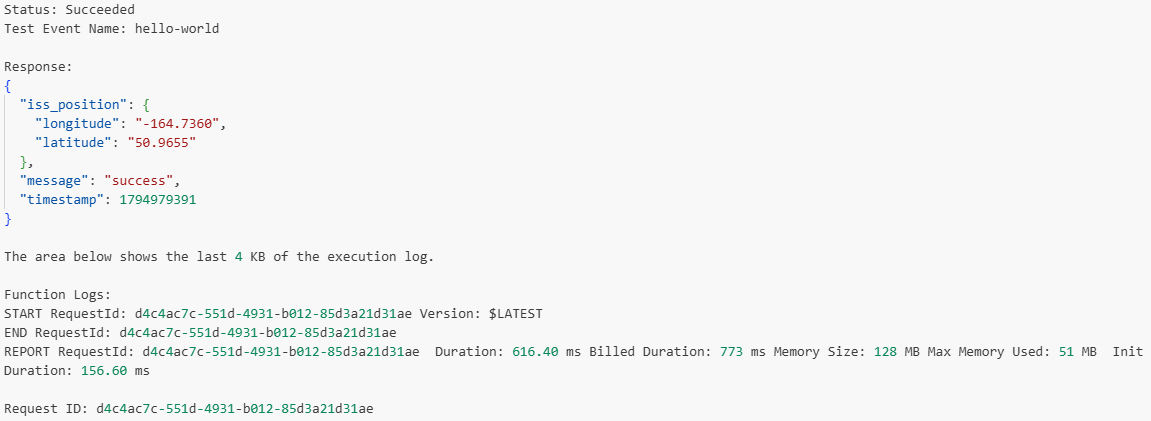 Status: Succeeded
Test Event Name: hello-world
Response:
{
"iss_position": {
"longitude": "-164.7360",
"latitude": "50.9655"
},
"message": "success",
"timestamp": 1794979391
}
The area below shows the last 4 KB of the execution log.
Function Logs:
START RequestId: d4c4ac7c-551d-4931-b012-85d3a21d31ae Version: $LATEST
END RequestId: d4c4ac7c-551d-4931-b012-85d3a21d31ae
REPORT RequestId: d4c4ac7c-551d-4931-b012-85d3a21d31ae  Duration: 616.40 ms Billed Duration: 773 ms Memory Size: 128 MB Max Memory Used: 51 MB  Init
Duration: 156.60 ms
Request ID: d4c4ac7c-551d-4931-b012-85d3a21d31ae